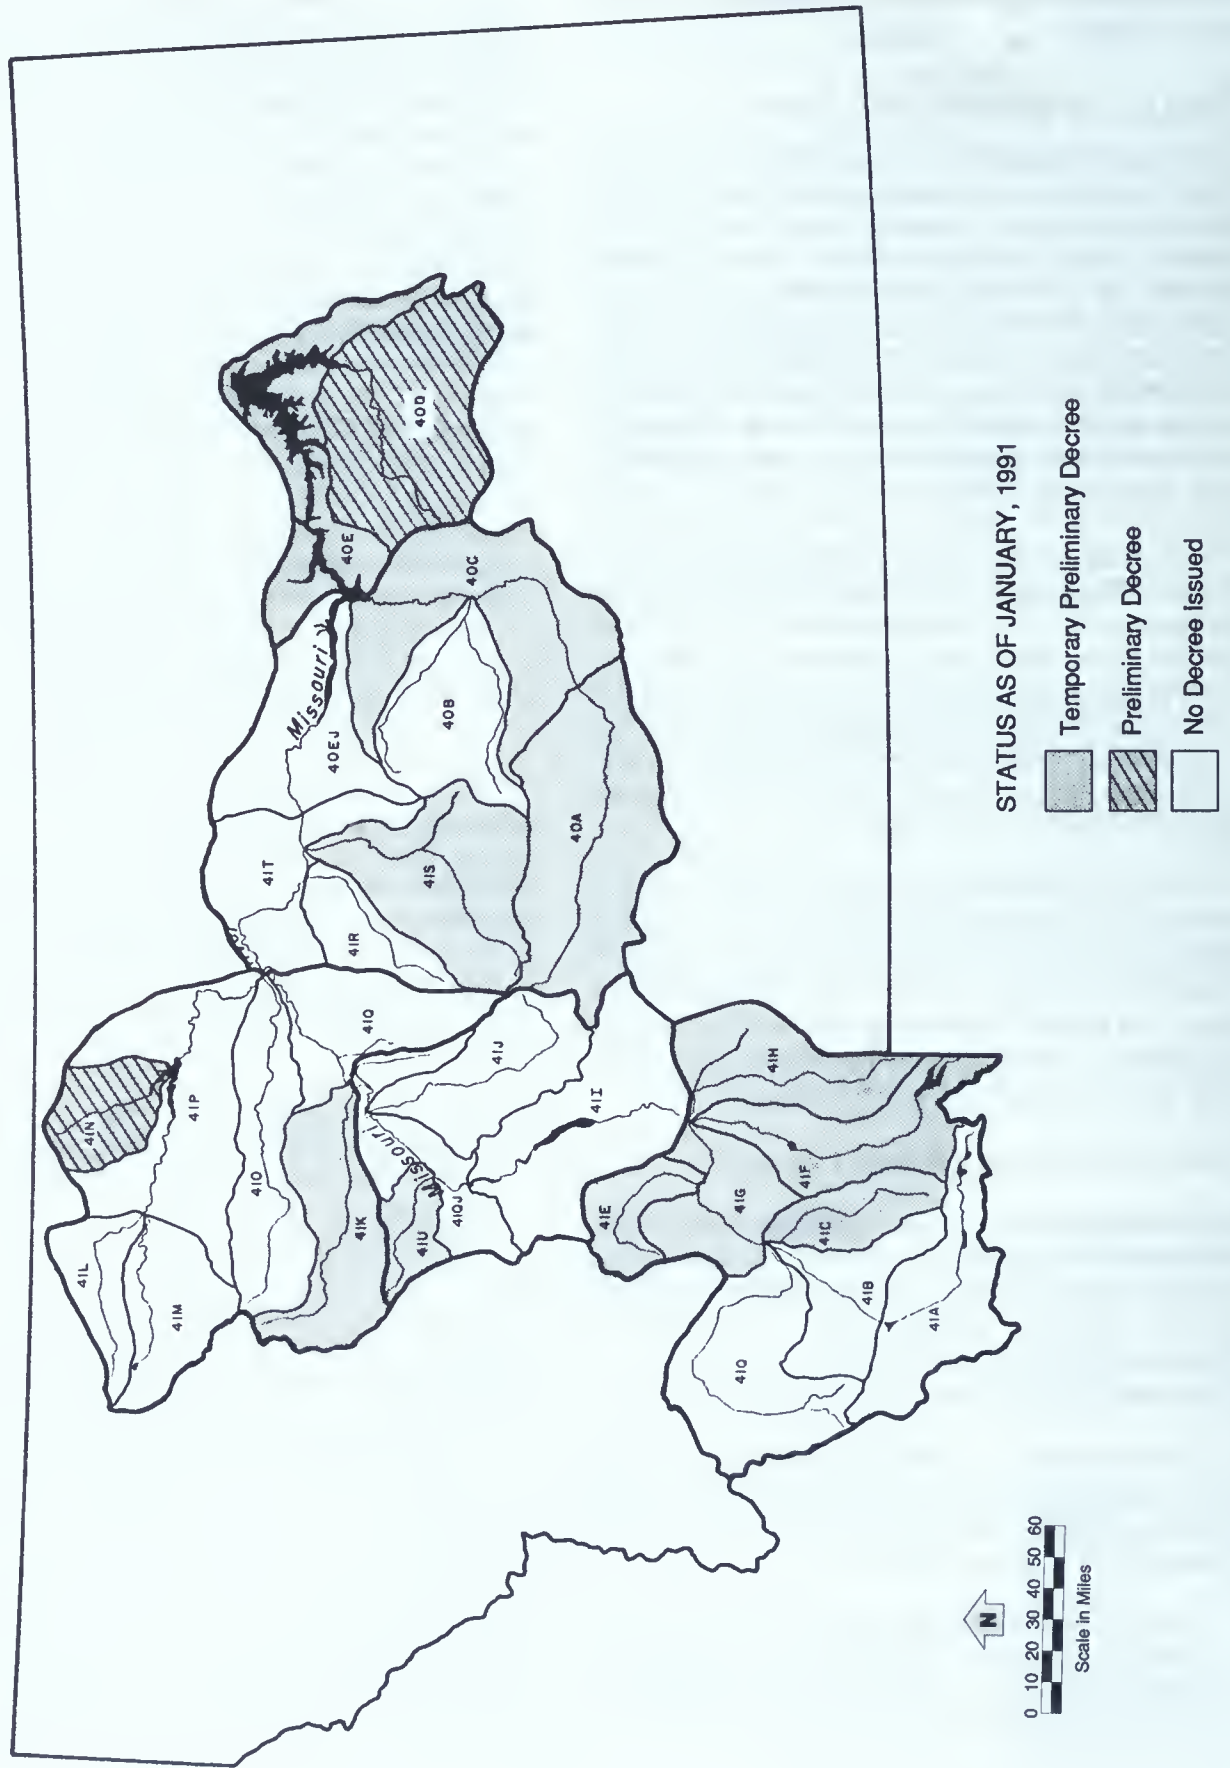 41L
41M
41N
41P
41O
41K
41U
41QJ
Missouri
41Q
41J
41I
41T
41R
41S
40EJ
Missouri
40B
40A
40C
40E
40O
41E
41G
41H
41F
41C
41B
41A
41O
N
0 10 20 30 40 50 60
Scale in Miles
STATUS AS OF JANUARY, 1991
Temporary Preliminary Decree
Preliminary Decree
No Decree Issued